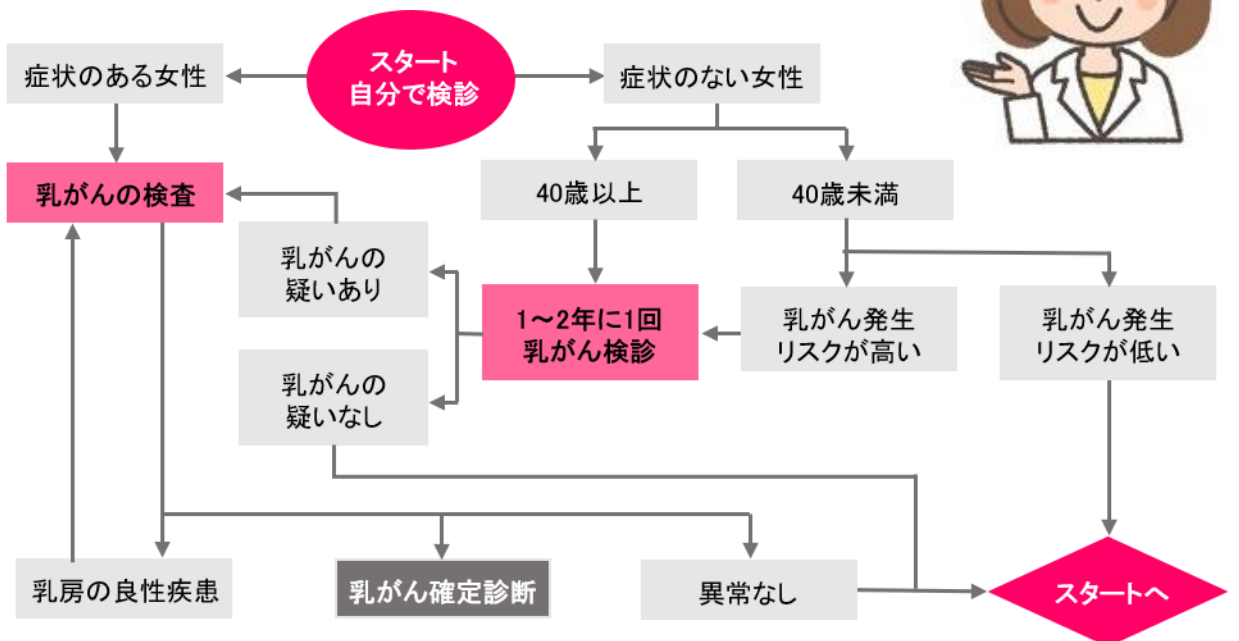 スタート
自分で検診
症状のある女性
症状のない女性
乳がんの検査
40歳以上
40歳未満
乳がんの
疑いあり
1～2年に1回
乳がん検診
乳がん発生
リスクが高い
乳がん発生
リスクが低い
乳がんの
疑いなし
乳房の良性疾患
乳がん確定診断
異常なし
スタートへ